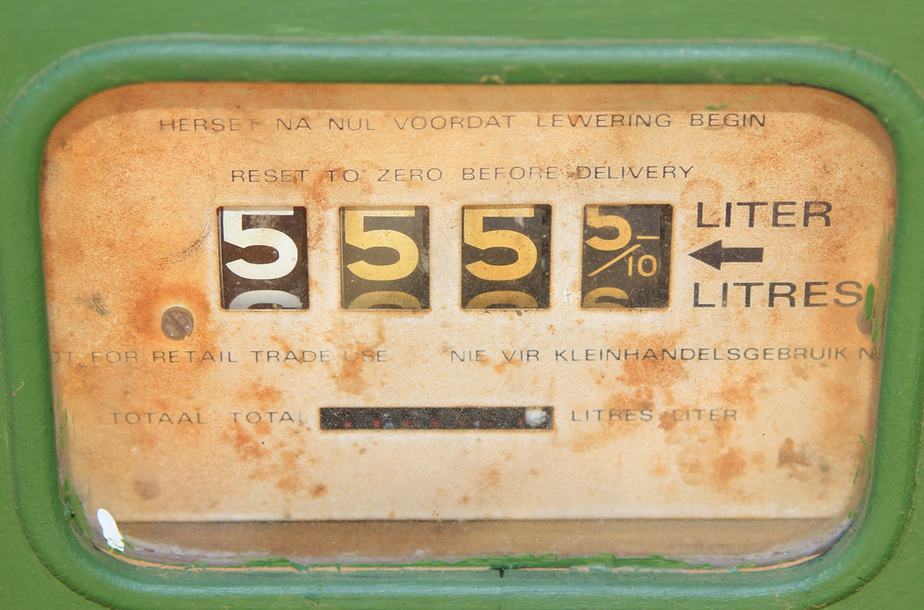 HERSET NA NUL VOORDAT LEWERING BEGIN
RESET TO ZERO BEFORE DELIVERY
5 5 5 5/10
LITER
LITRES
FOR RETAIL TRADE USE NIE VIR KLEINHANDELSGEBRUIK
TOTAAL TOTAL LITRES LITER